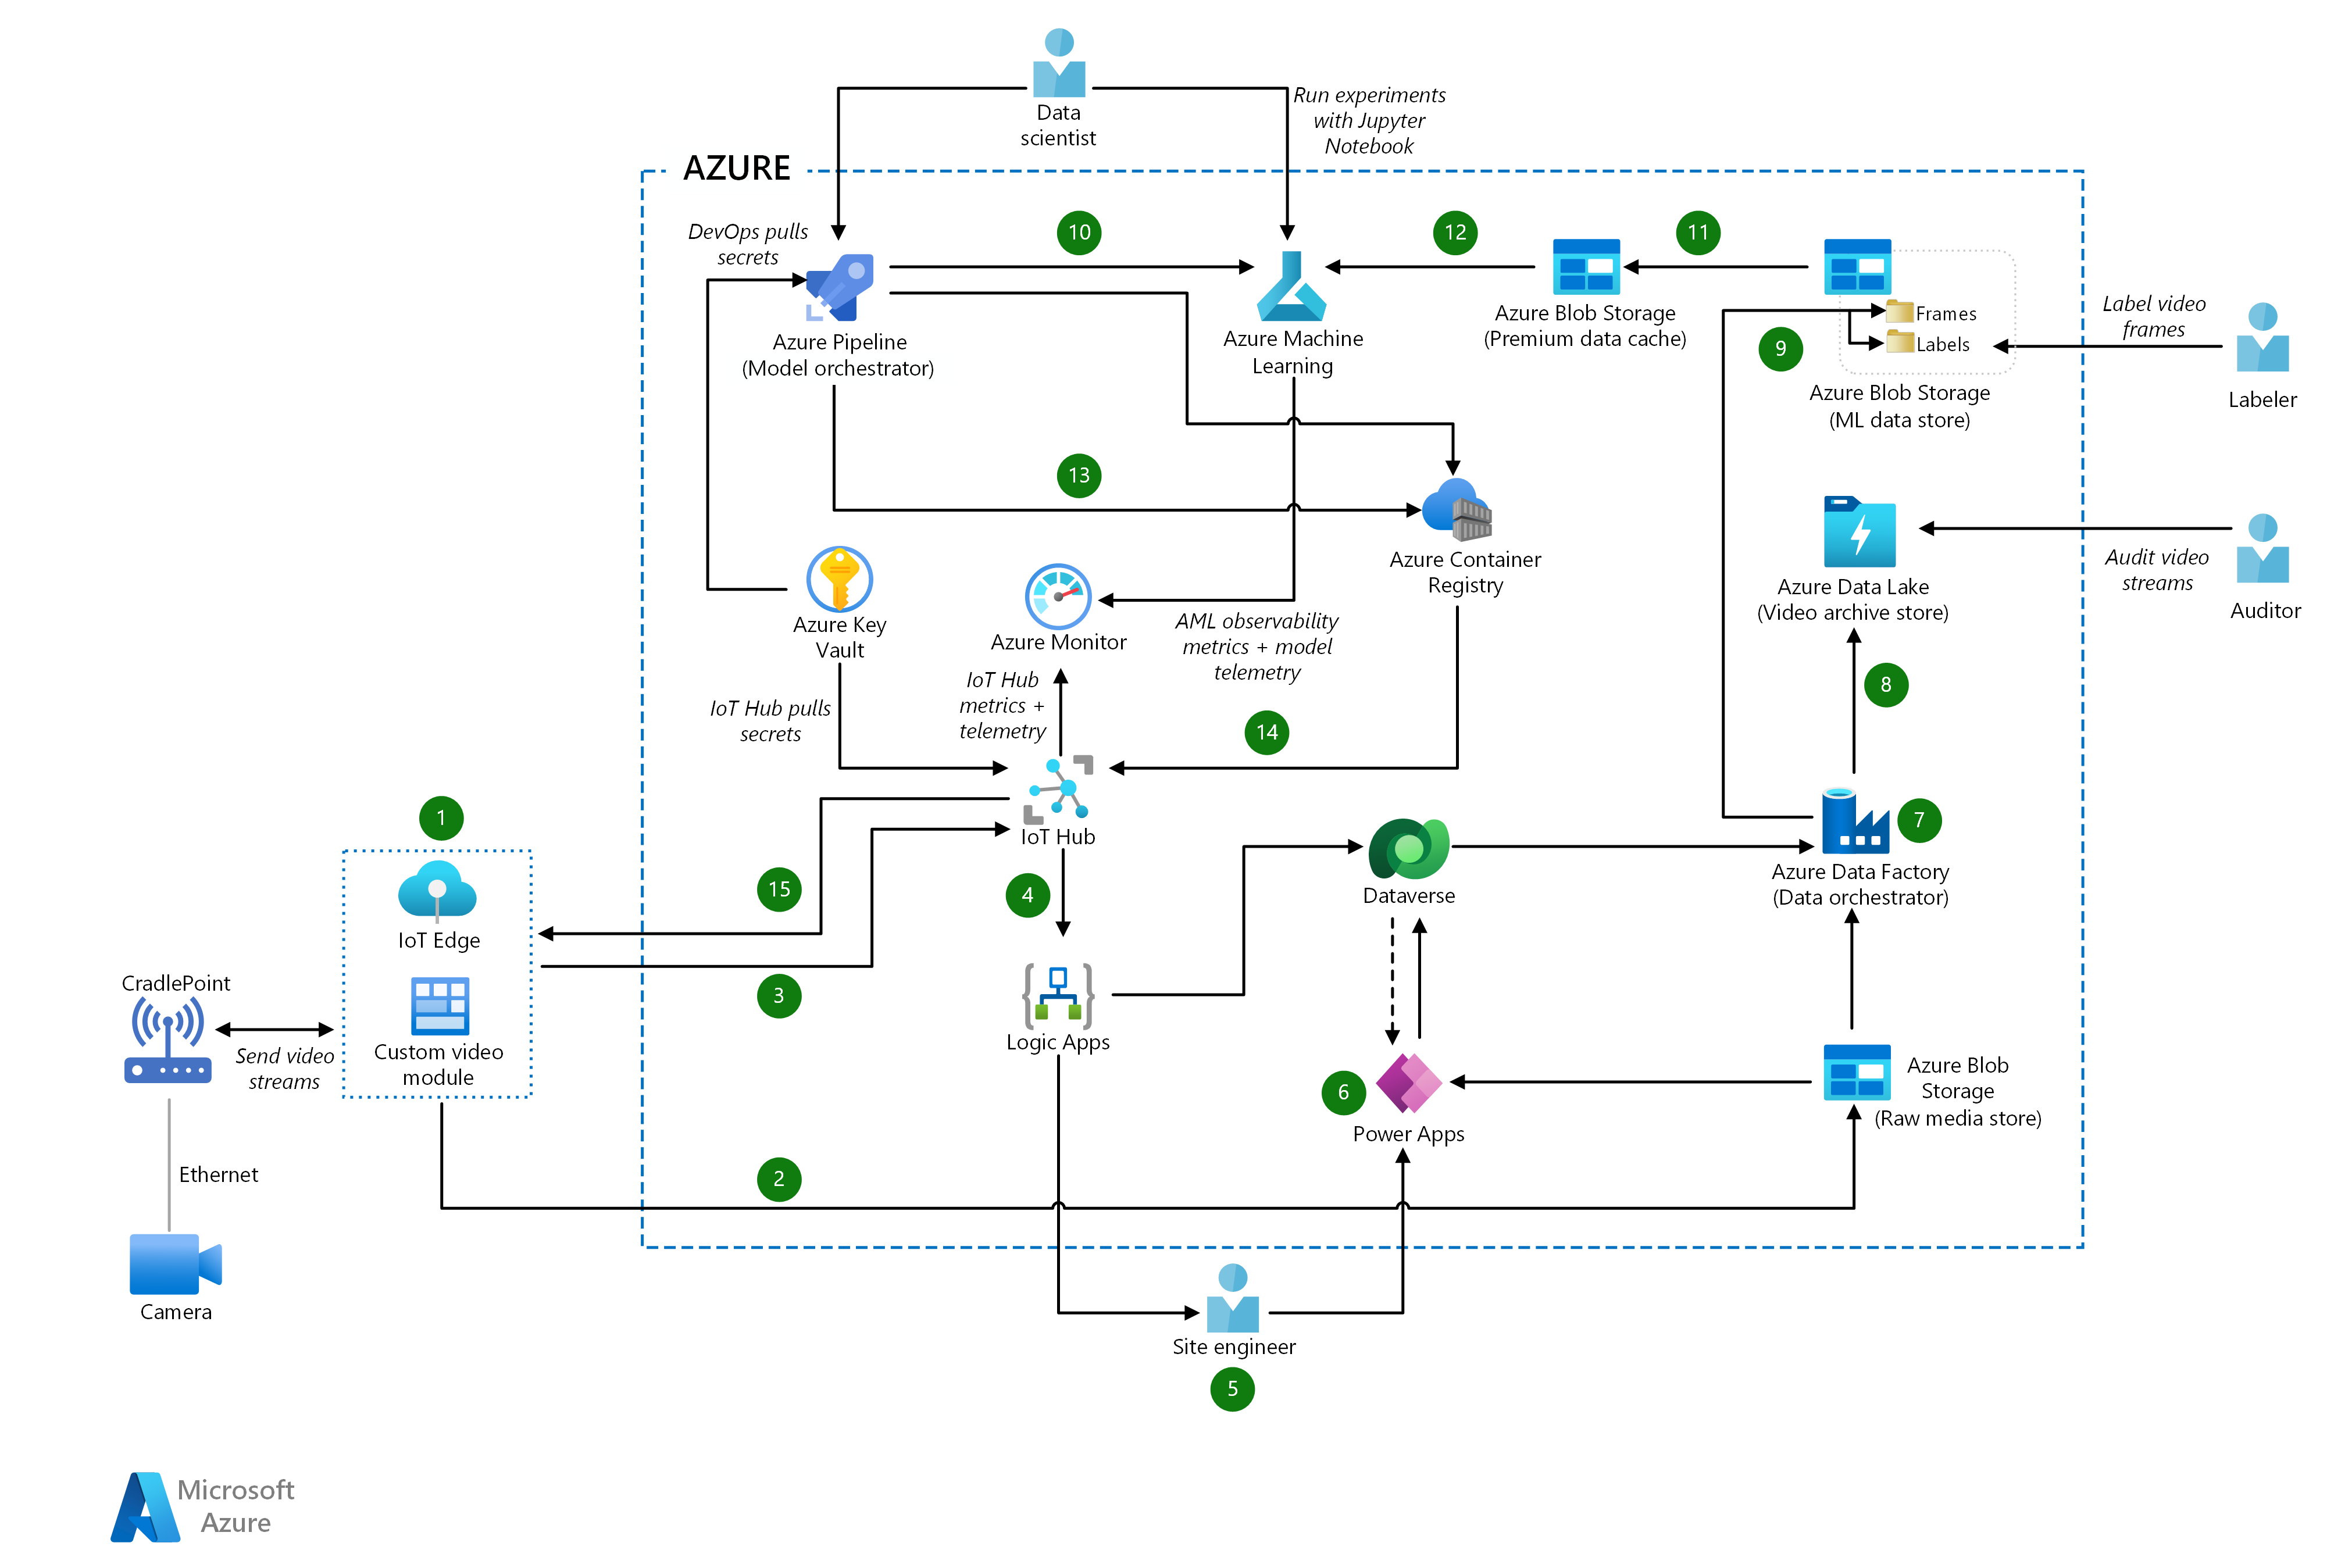 Data
scientist
Run experiments
with Jupyter
Notebook
AZURE
DevOps pulls
secrets
10
12
11
Azure Pipeline
(Model orchestrator)
Azure Machine
Learning
Azure Blob Storage
(Premium data cache)
Frames
Labels
9
Azure Blob Storage
(ML data store)
Label video
frames
Labeler
13
Azure Container
Registry
Azure Key
Vault
Azure Monitor
AML observability
metrics + model
telemetry
Azure Data Lake
(Video archive store)
Audit video
streams
Auditor
IoT Hub pulls
secrets
IoT Hub
metrics +
telemetry
14
8
IoT Hub
1
IoT Edge
Custom video
module
15
3
4
Dataverse
7
Azure Data Factory
(Data orchestrator)
CradlePoint
Send video
streams
Logic Apps
6
Power Apps
Azure Blob
Storage
(Raw media store)
Ethernet
2
Camera
Site engineer
5
Microsoft
Azure